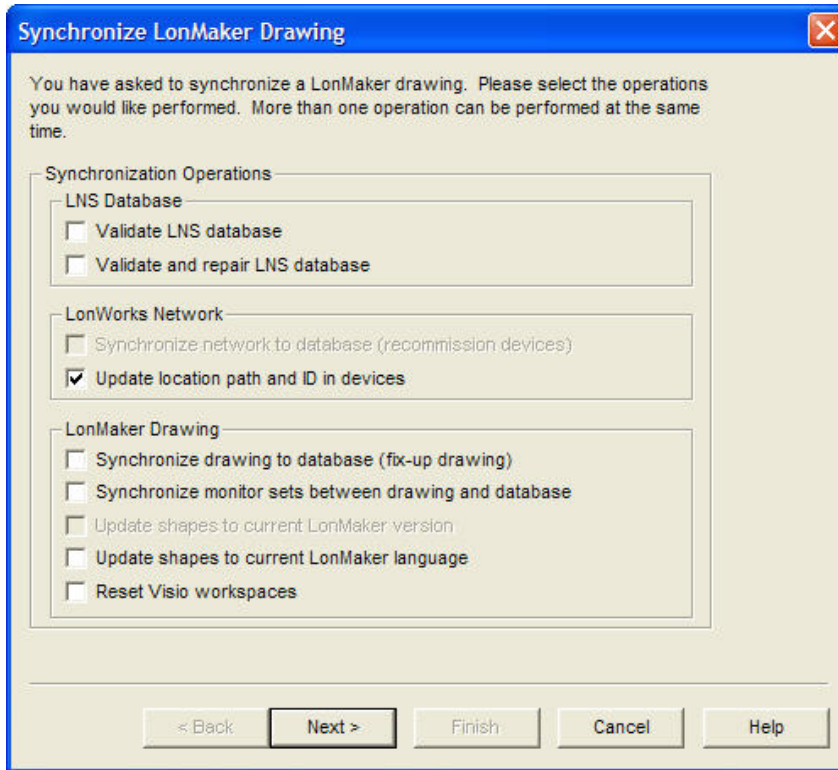 Synchronize LonMaker Drawing
You have asked to synchronize a LonMaker drawing. Please select the operations
you would like performed. More than one operation can be performed at the same
time.
Synchronization Operations
LNS Database
Validate LNS database
Validate and repair LNS database
LonWorks Network
Synchronize network to database (recommission devices)
Update location path and ID in devices
LonMaker Drawing
Synchronize drawing to database (fix-up drawing)
Synchronize monitor sets between drawing and database
Update shapes to current LonMaker version
Update shapes to current LonMaker language
Reset Visio workspaces
< Back Next > Finish Cancel Help